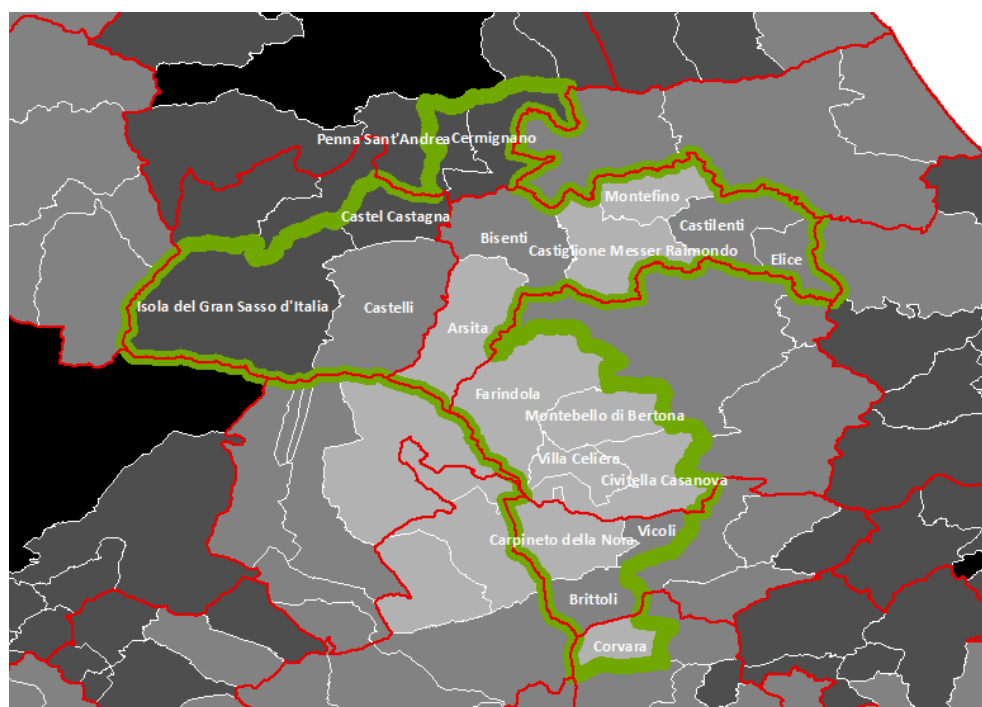 Penna Sant'Andrea
Cermignano
Montefino
Castel Castagna
Castilenti
Bisenti
Castiglione Messer Raimondo
Elice
Isola del Gran Sasso d'Italia
Castelli
Arsita
Farindola
Montebello di Bertona
Villa Celiera
Civitella Casanova
Vicoli
Carpineto della Nora
Brittoli
Corvara